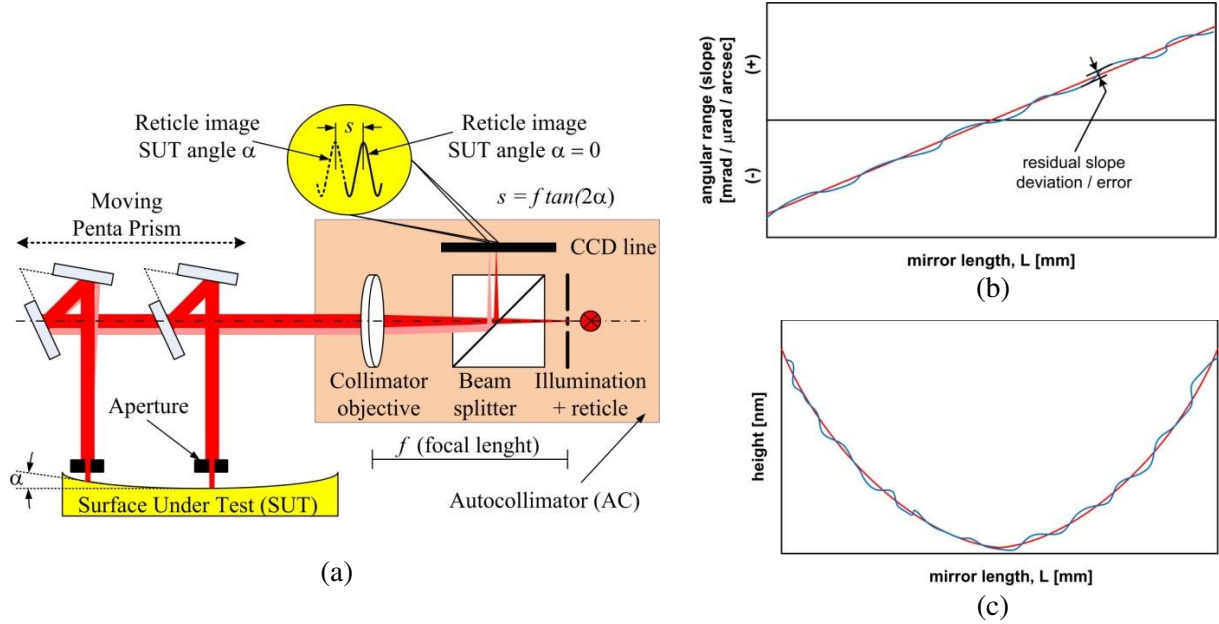 Reticle image
SUT angle α
s
Reticle image
SUT angle α = 0
s = f tan(2α)
Moving
Penta Prism
CCD line
Collimator
objective
Beam
splitter
Illumination
+ reticle
Aperture
f (focal lenght)
α
Surface Under Test (SUT)
Autocollimator (AC)
(a)
angular range (slope)
[mrad / µrad / arcsec]
(-)
(+)
residual slope
deviation / error
mirror length, L [mm]
(b)
height [nm]
mirror length, L [mm]
(c)